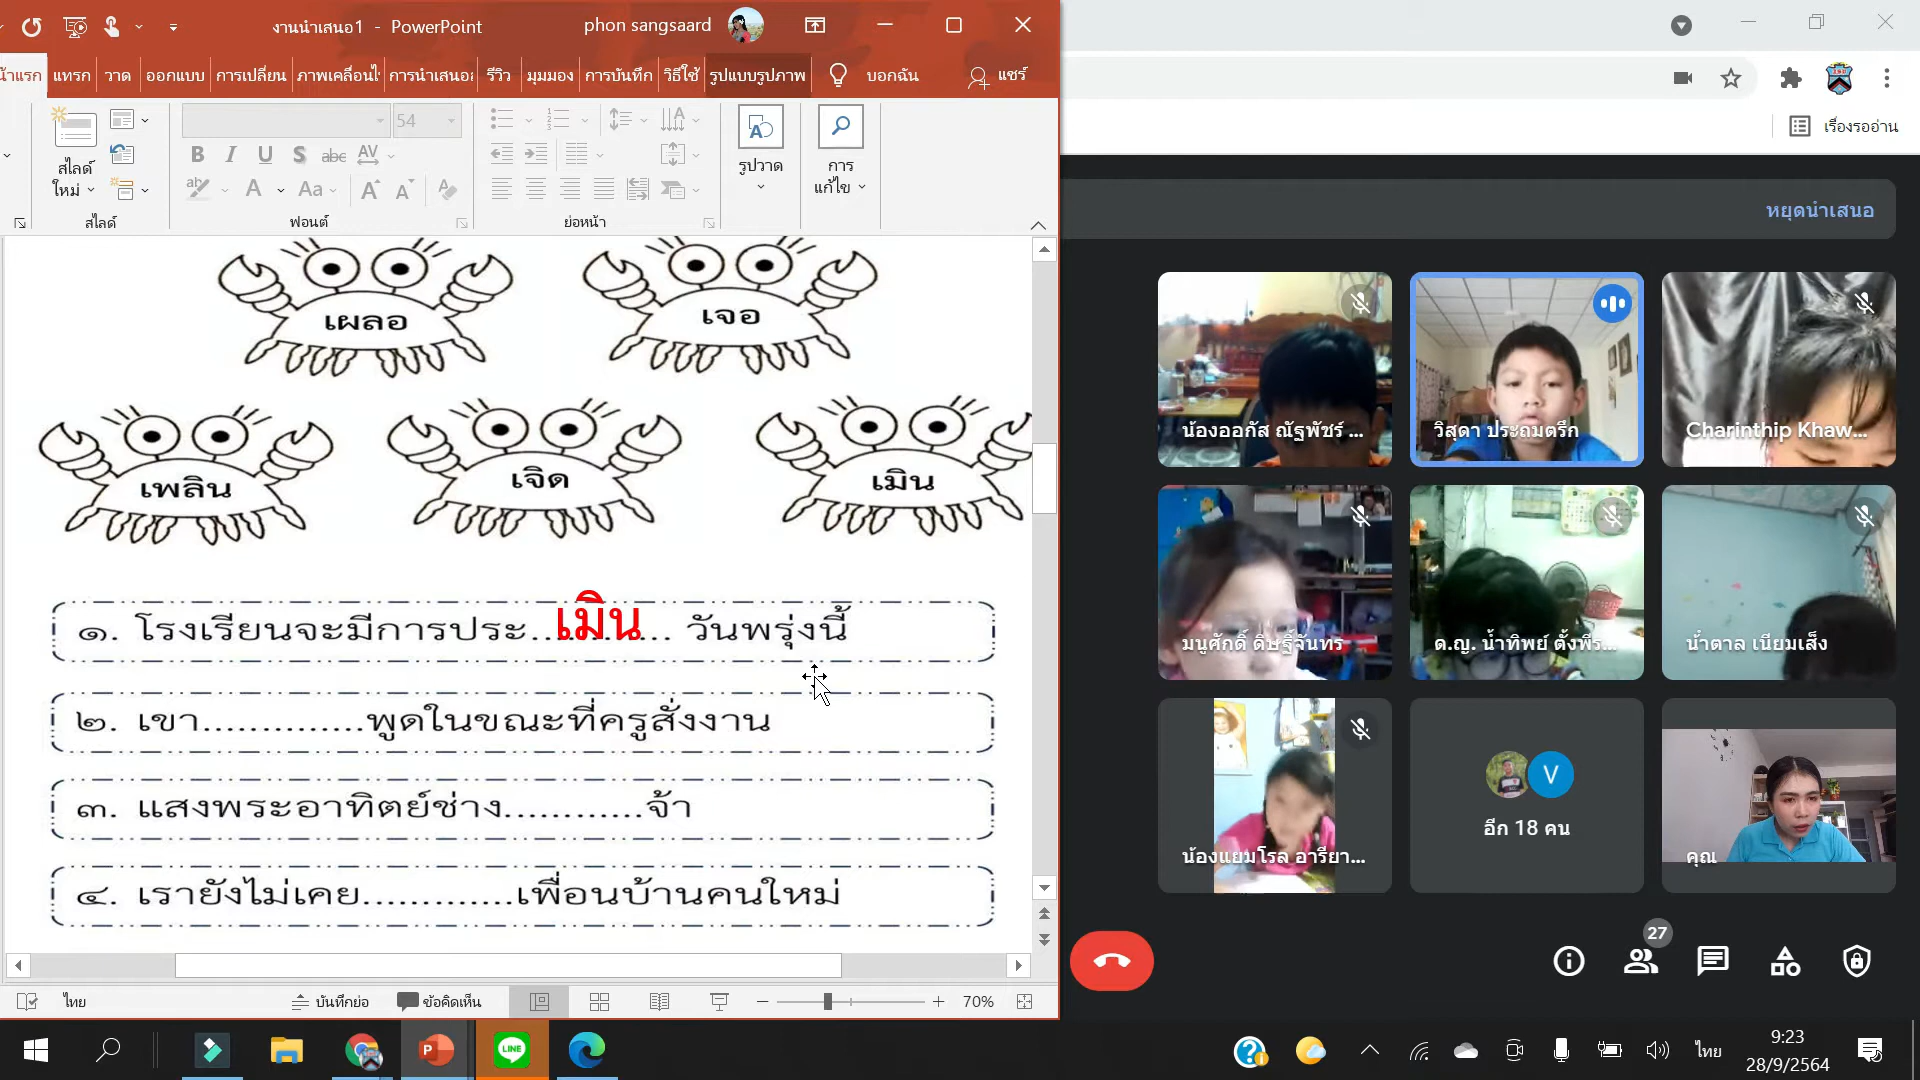 งานนำเสนอ1 - PowerPoint
phon sangsaard
แทรก วาด ออกแบบ การเปลี่ยน ภาพเคลื่อนไ การนำเสนอ รีวิว มุมมอง การบันทึก วิธีใช้ รูปแบบรูปภาพ บอกฉัน แชร์
54
สไลด์
ใหม่
สไลด์
ฟอนต์
ย่อหน้า
รูปวาด
การ
แก้ไข
เผลอ
เจอ
เพลิน
เจิด
เมิน
๑. โรงเรียนจะมีการประ...เมิน... วันพรุ่งนี้
๒. เขา..............พูดในขณะที่ครูสั่งงาน
๓. แสงพระอาทิตย์ช่าง............จ้า
๔. เรายังไม่เคย.............เพื่อนบ้านคนใหม่
ไทย
บันทึกย่อ
ข้อคิดเห็น
70%
เรื่องรออ่าน
หยุดนำเสนอ
น้องออกัส ณัฐพัชร์ ...
วิสุดา ประถมตรีก
Charinthip Khaw...
มนูศักดิ์ ดิษฐ์จันทร
ด.ญ. น้ำทิพย์ ตั้งพีร...
น้ำตาล เนียมเส็ง
น้องแยมโรล อารียา...
V
อีก 18 คน
คุณ
27
LINE
ไทย
9:23
28/9/2564